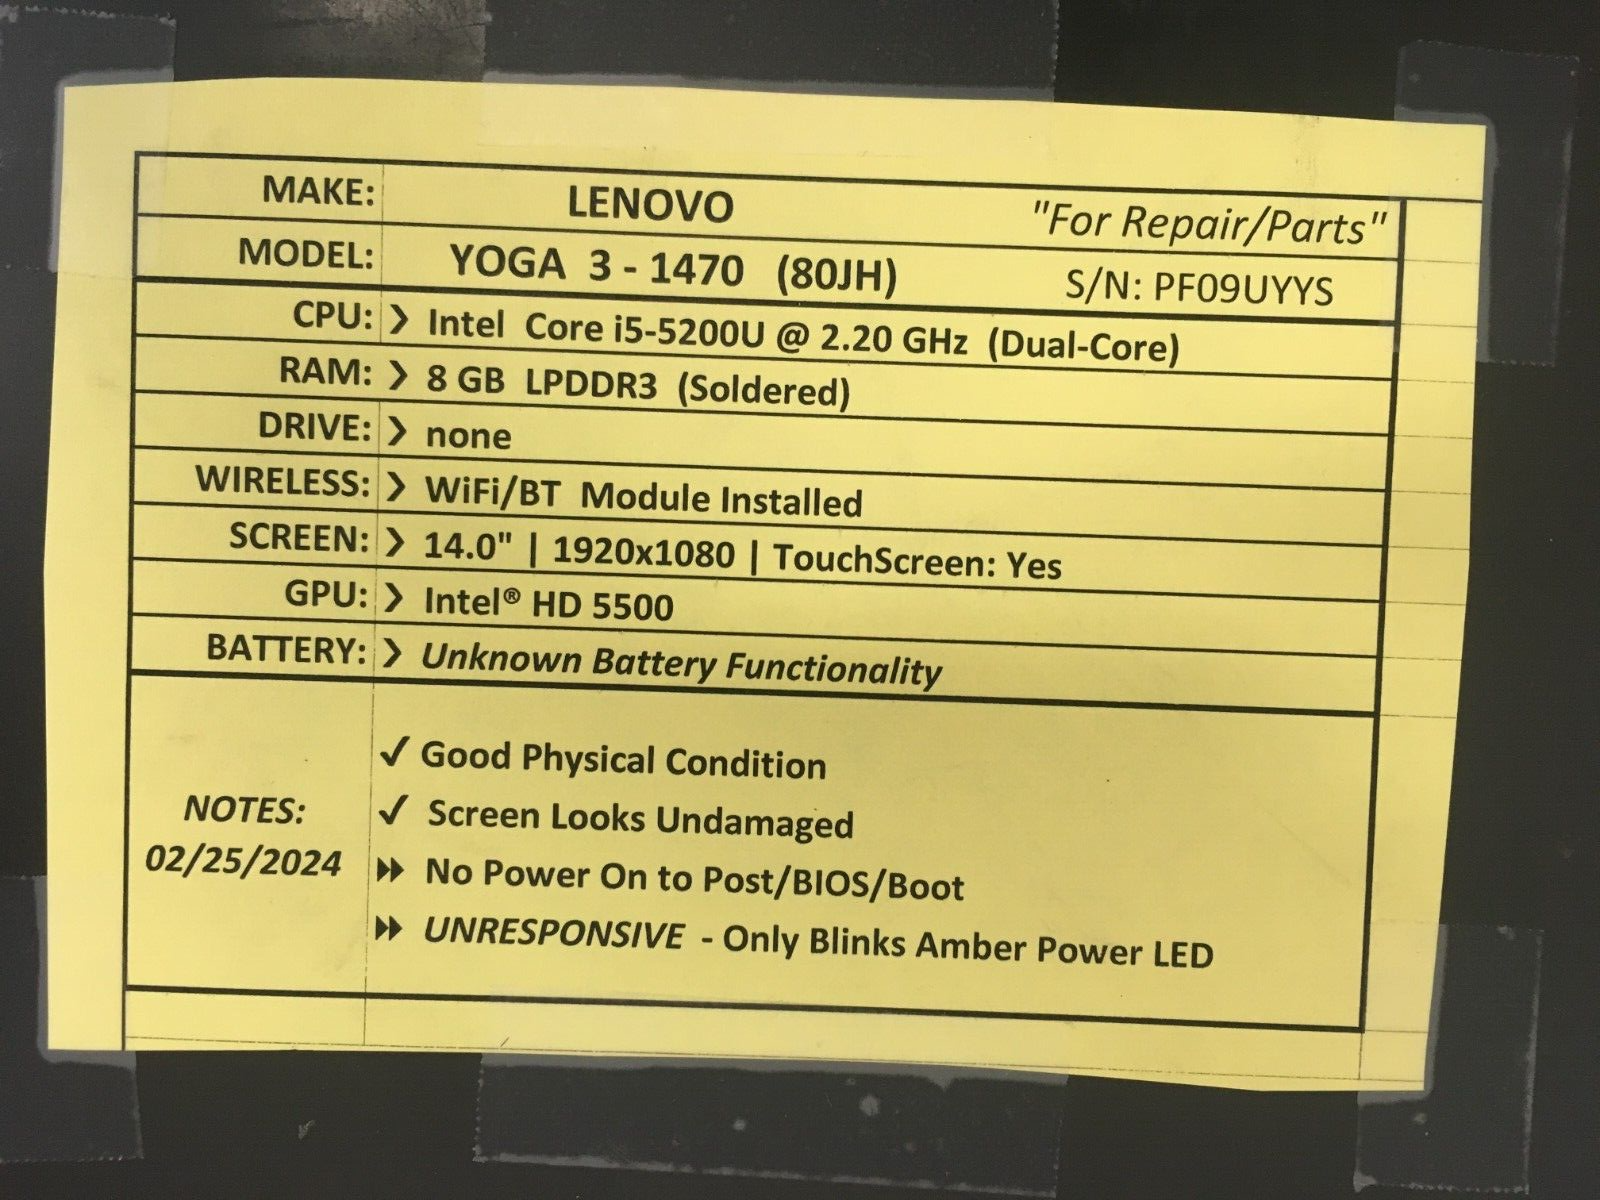 MAKE: LENOVO "For Repair/Parts"
MODEL: YOGA 3 - 1470 (80JH) S/N: PF09UYYS
CPU: ❯ Intel Core i5-5200U @ 2.20 GHz (Dual-Core)
RAM: ❯ 8 GB LPDDR3 (Soldered)
DRIVE: ❯ none
WIRELESS: ❯ WiFi/BT Module Installed
SCREEN: ❯ 14.0" | 1920x1080 | TouchScreen: Yes
GPU: ❯ Intel® HD 5500
BATTERY: ❯ Unknown Battery Functionality
NOTES:
02/25/2024
✓ Good Physical Condition
✓ Screen Looks Undamaged
▸▸ No Power On to Post/BIOS/Boot
▸▸ UNRESPONSIVE - Only Blinks Amber Power LED